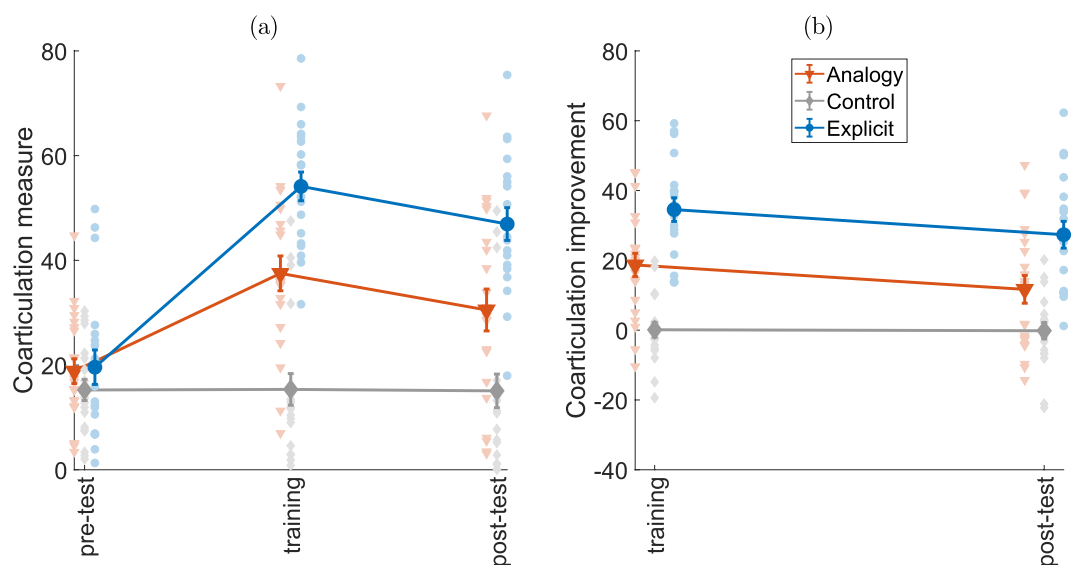 (a)
80
60
40
20
0
Coarticulation measure
pre-test
training
post-test
(b)
80
60
40
20
0
-20
-40
Coarticulation improvement
Analogy
Control
Explicit
training
post-test